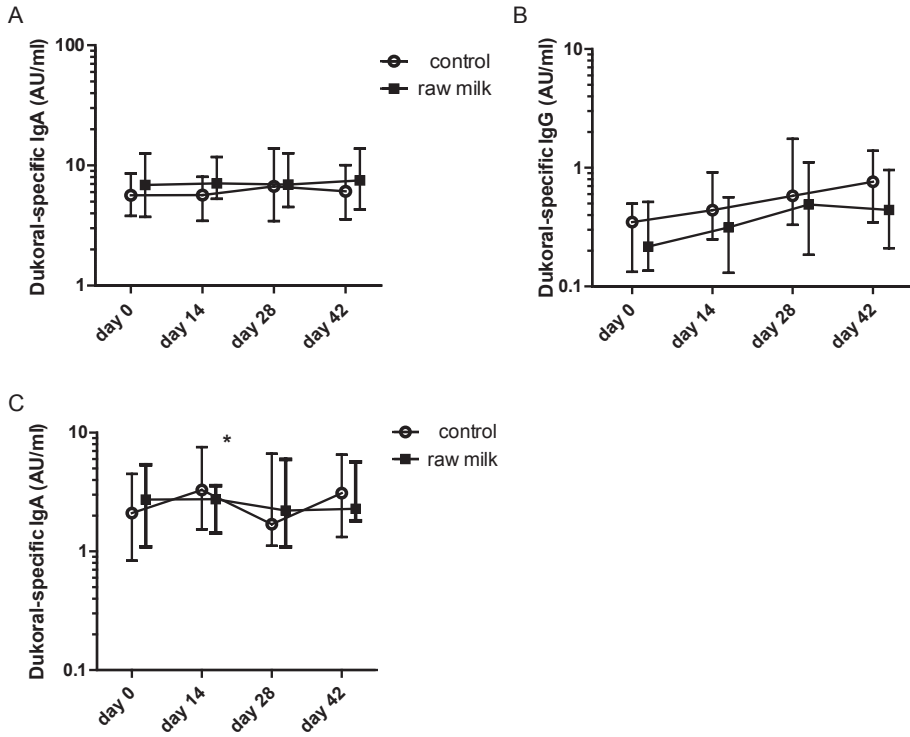 A
Dukoral-specific IgA (AU/ml)
100
10
1
day 0
day 14
day 28
day 42
control
raw milk
B
Dukoral-specific IgG (AU/ml)
10
1
0.1
day 0
day 14
day 28
day 42
C
Dukoral-specific IgA (AU/ml)
10
1
0.1
*
day 0
day 14
day 28
day 42
control
raw milk